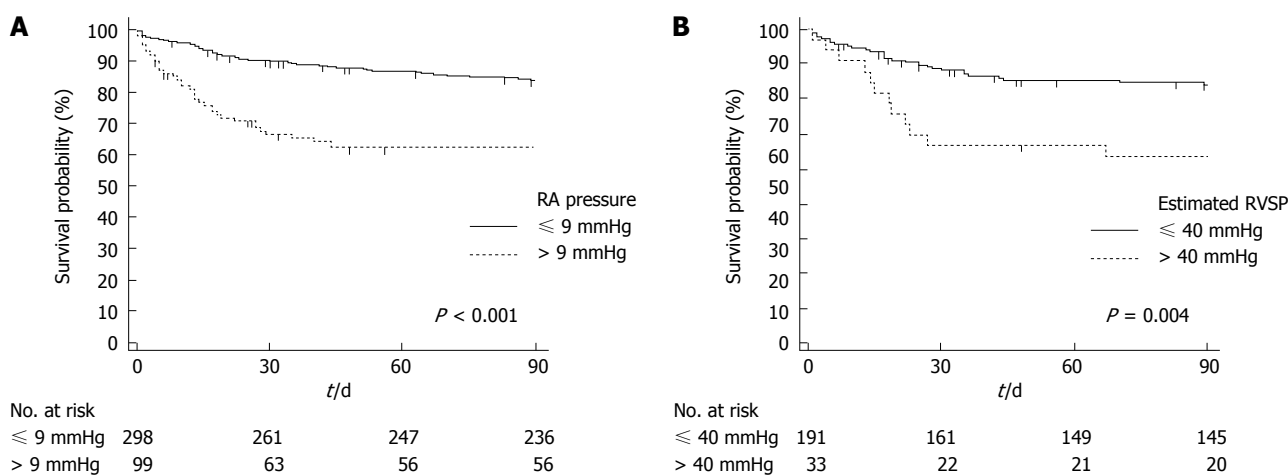 A
100
90
80
70
60
50
40
30
20
10
0
Survival probability (%)
RA pressure
≤ 9 mmHg
> 9 mmHg
P < 0.001
0 30 60 90
t/d
No. at risk
≤ 9 mmHg 298 261 247 236
> 9 mmHg 99 63 56 56
B
100
90
80
70
60
50
40
30
20
10
0
Survival probability (%)
Estimated RVSP
≤ 40 mmHg
> 40 mmHg
P = 0.004
0 30 60 90
t/d
No. at risk
≤ 40 mmHg 191 161 149 145
> 40 mmHg 33 22 21 20